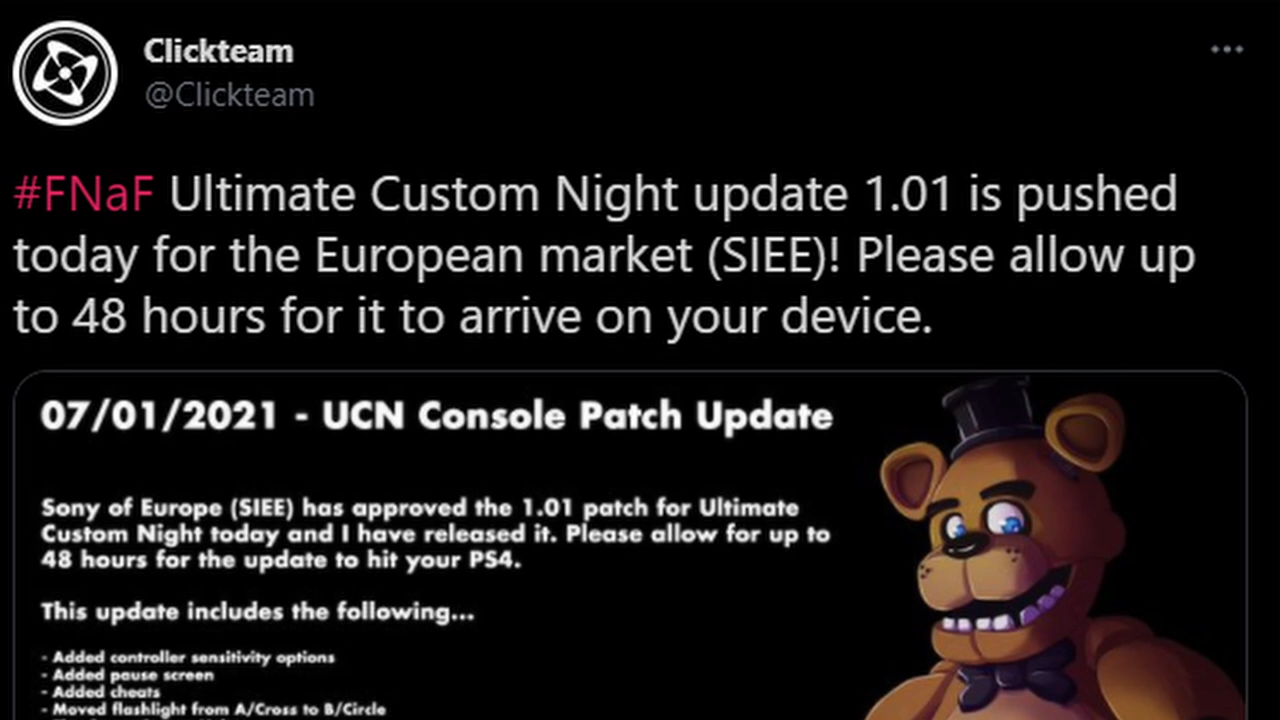 Clickteam
@Clickteam
#FNaF Ultimate Custom Night update 1.01 is pushed
today for the European market (SIEE)! Please allow up
to 48 hours for it to arrive on your device.
07/01/2021 - UCN Console Patch Update
Sony of Europe (SIEE) has approved the 1.01 patch for Ultimate
Custom Night today and I have released it. Please allow for up to
48 hours for the update to hit your PS4.
This update includes the following...
- Added controller sensitivity options
- Added pause screen
- Added cheats
- Moved flashlight from A/Cross to B/Circle